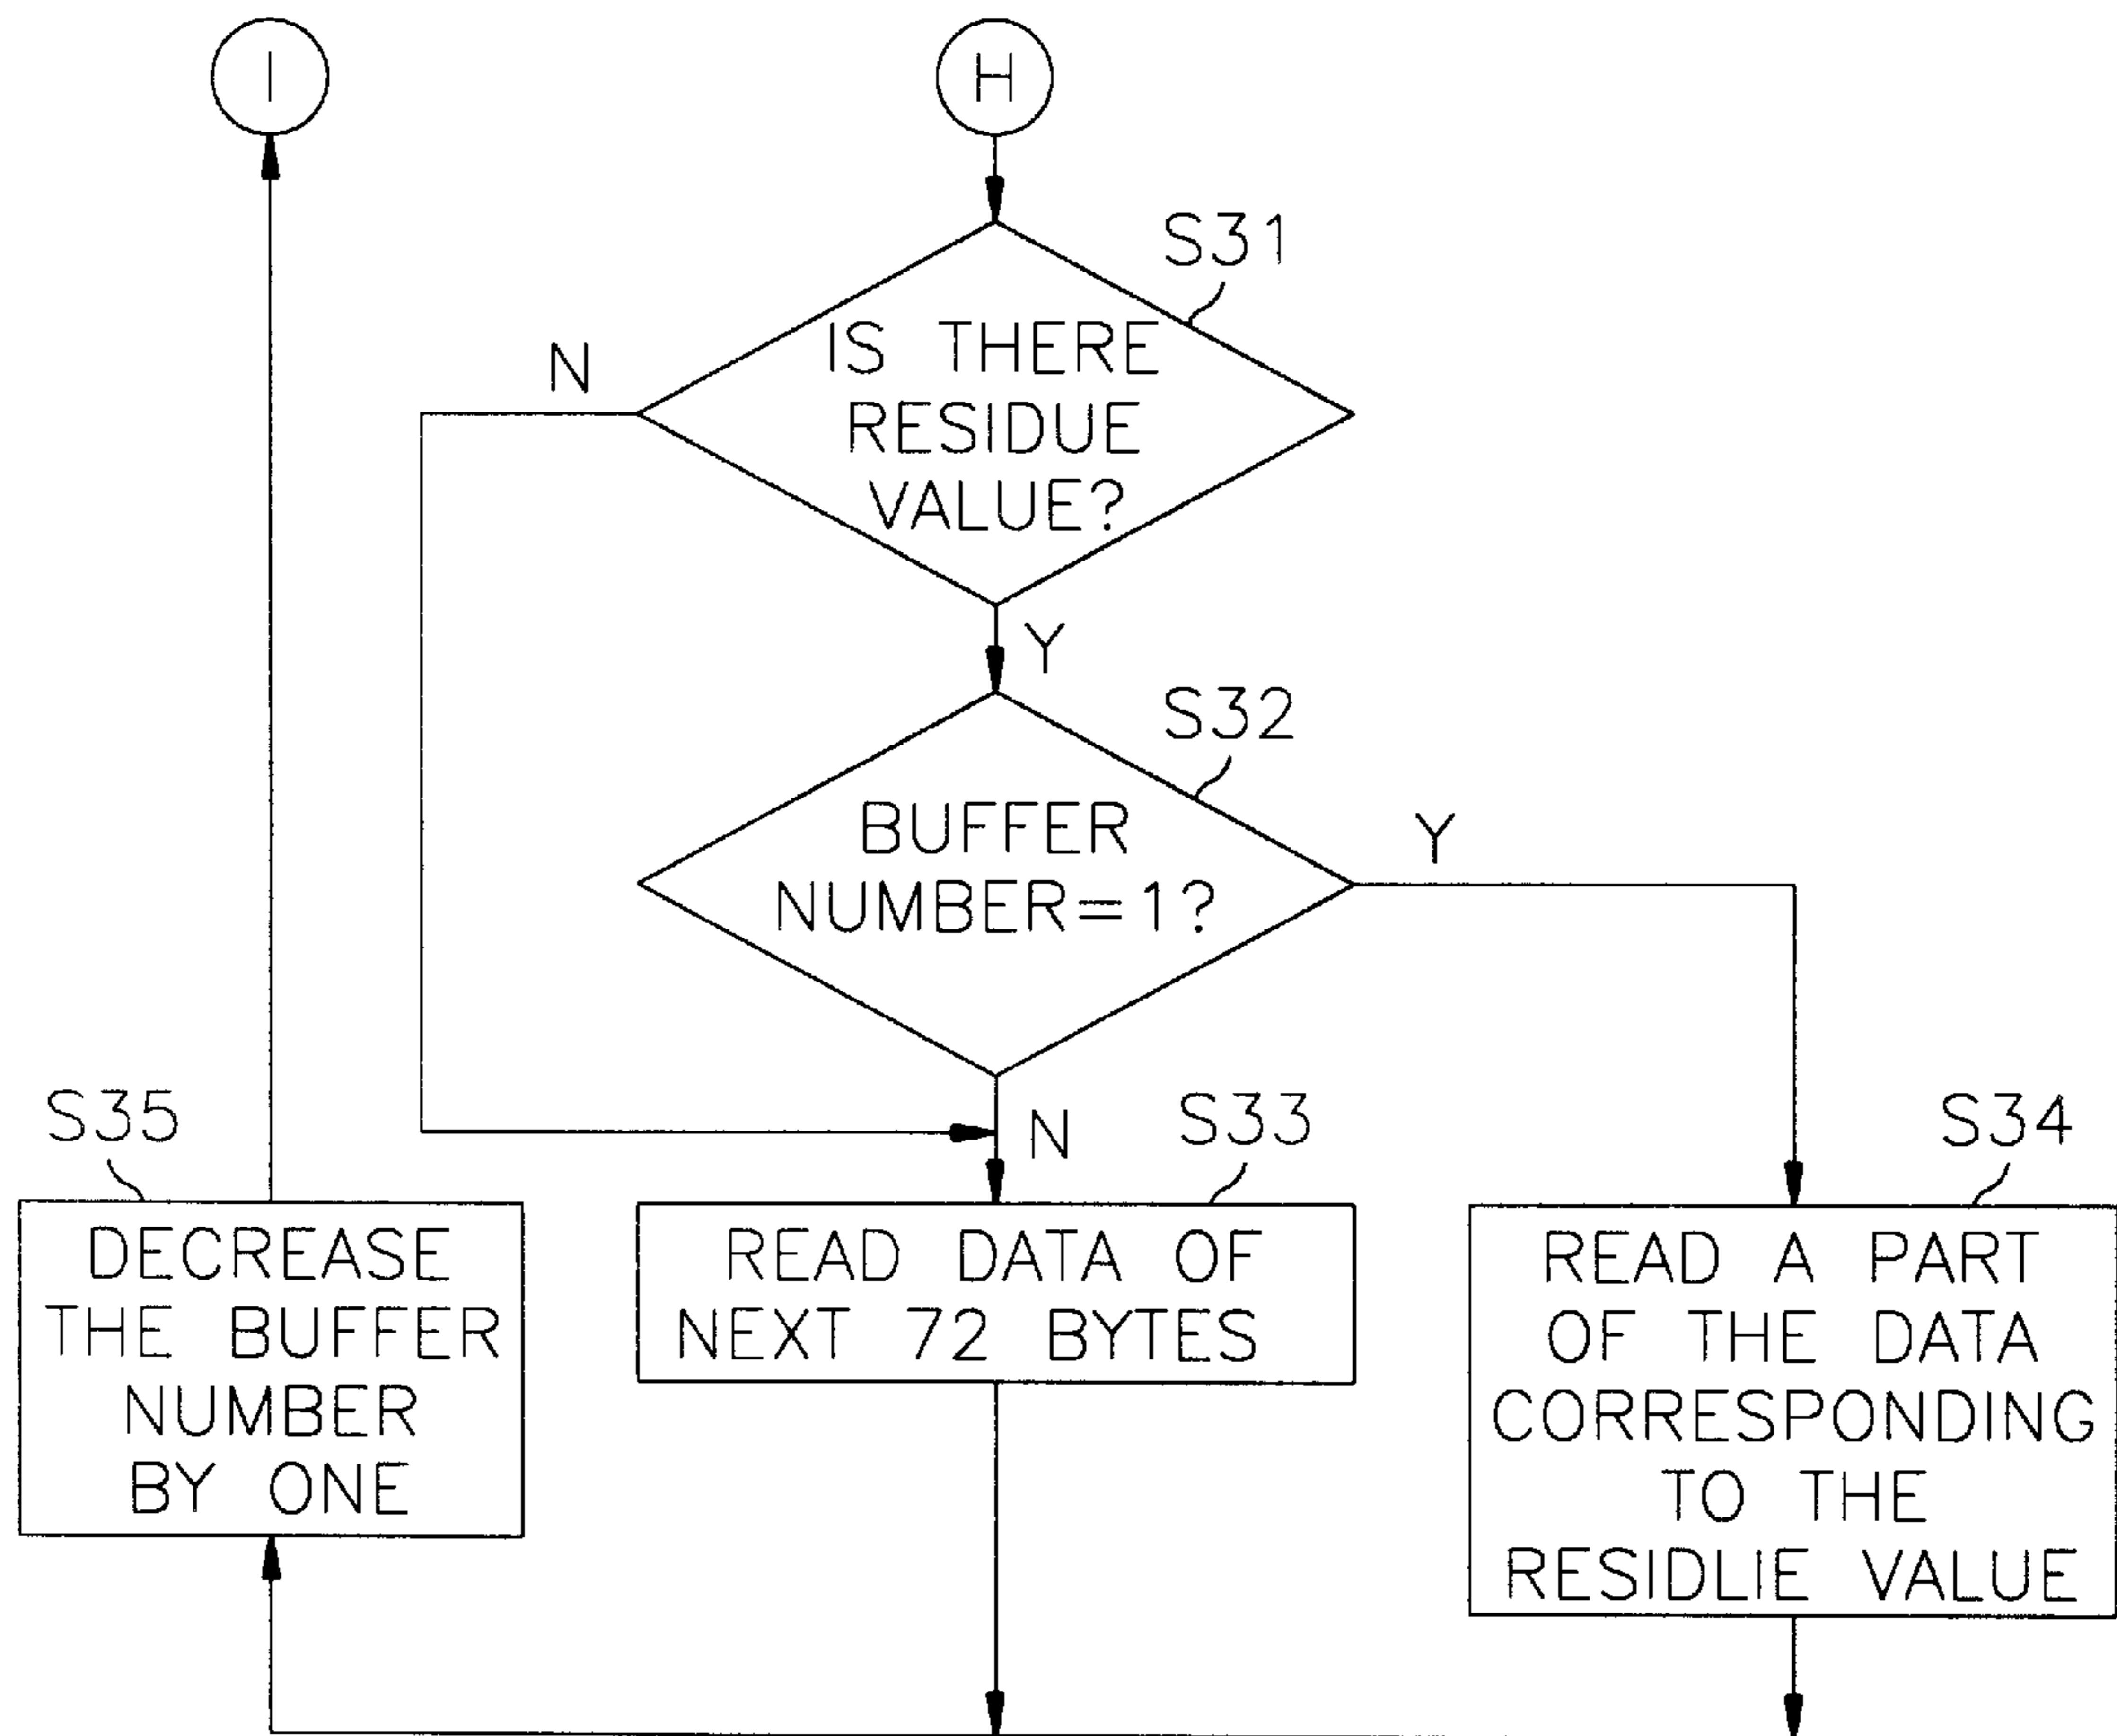 I
H
S31
IS THERE
RESIDUE
VALUE?
N
Y
S32
BUFFER
NUMBER=1?
Y
N
S35
DECREASE
THE BUFFER
NUMBER
BY ONE
S33
READ DATA OF
NEXT 72 BYTES
S34
READ A PART
OF THE DATA
CORRESPONDING
TO THE
RESIDLIE VALUE